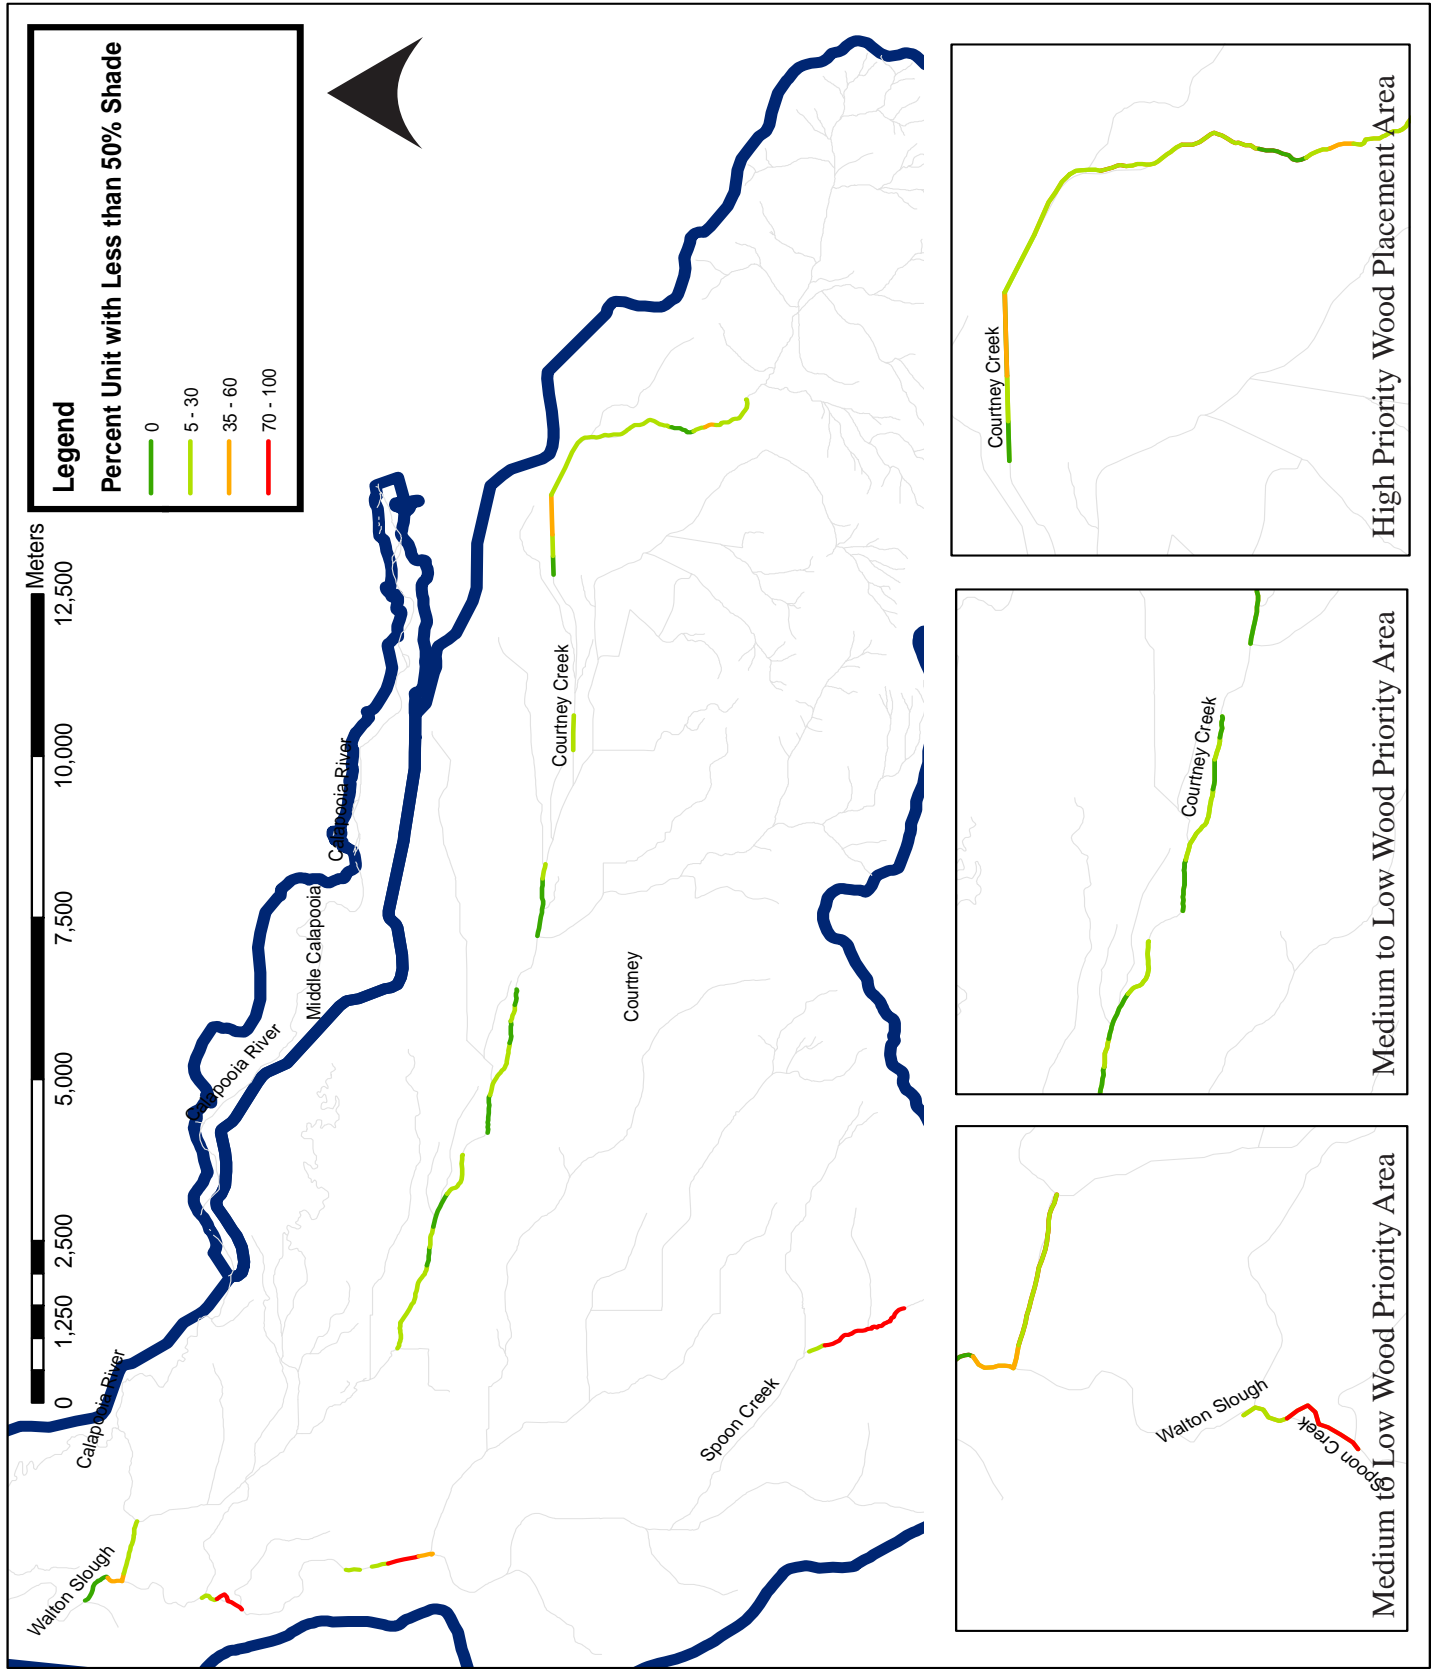 Legend
Percent Unit with Less than 50% Shade
0
5 - 30
35 - 60
70 - 100
0 1,250 2,500 5,000 7,500 10,000 12,500
Meters
Calapooia River
Calapooia River
Middle Calapooia
Calapooia River
Walton Slough
Courtney Creek
Courtney
Spoon Creek
Walton Slough
Spoon Creek
Medium to Low Wood Priority Area
Courtney Creek
Medium to Low Wood Priority Area
Courtney Creek
High Priority Wood Placement Area